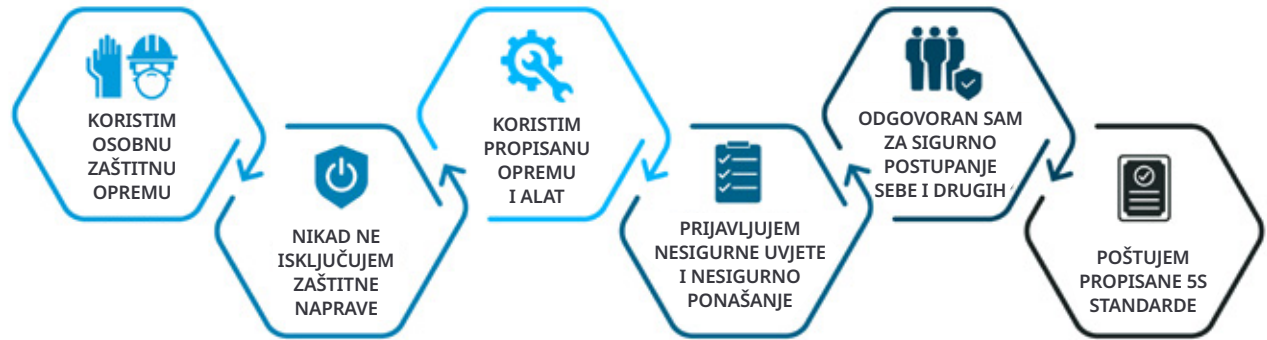 KORISTIM
OSOBNU
ZAŠTITNU
OPREMU
NIKAD NE
ISKLJUČUJEM
ZAŠTITNE
NAPRAVE
KORISTIM
PROPISANU
OPREMU
I ALAT
PRIJAVLJUJEM
NESIGURNE UVJETE
I NESIGURNO
PONAŠANJE
ODGOVORAN SAM
ZA SIGURNO
POSTUPANJE
SEBE I DRUGIH
POŠTUJEM
PROPISANE 5S
STANDARDE